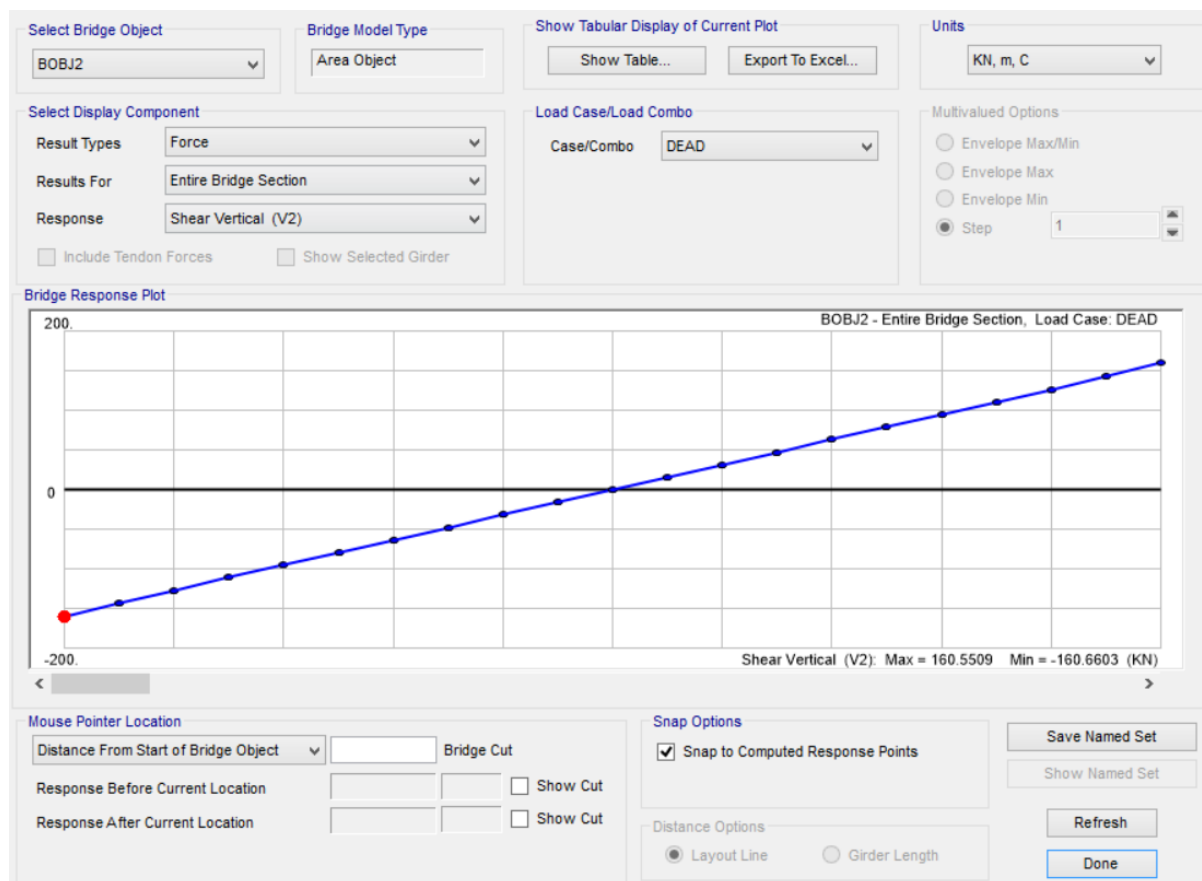 Select Bridge Object
BOBJ2
Bridge Model Type
Area Object
Show Tabular Display of Current Plot
Show Table...
Export To Excel...
Units
KN, m, C
Select Display Component
Result Types
Force
Results For
Entire Bridge Section
Response
Shear Vertical (V2)
Include Tendon Forces
Show Selected Girder
Load Case/Load Combo
Case/Combo
DEAD
Multivalued Options
Envelope Max/Min
Envelope Max
Envelope Min
Step
1
Bridge Response Plot
200.
BOBJ2 - Entire Bridge Section, Load Case: DEAD
0
-200.
Shear Vertical (V2): Max = 160.5509 Min = -160.6603 (KN)
Mouse Pointer Location
Distance From Start of Bridge Object
Bridge Cut
Response Before Current Location
Show Cut
Response After Current Location
Show Cut
Snap Options
Snap to Computed Response Points
Distance Options
Layout Line
Girder Length
Save Named Set
Show Named Set
Refresh
Done